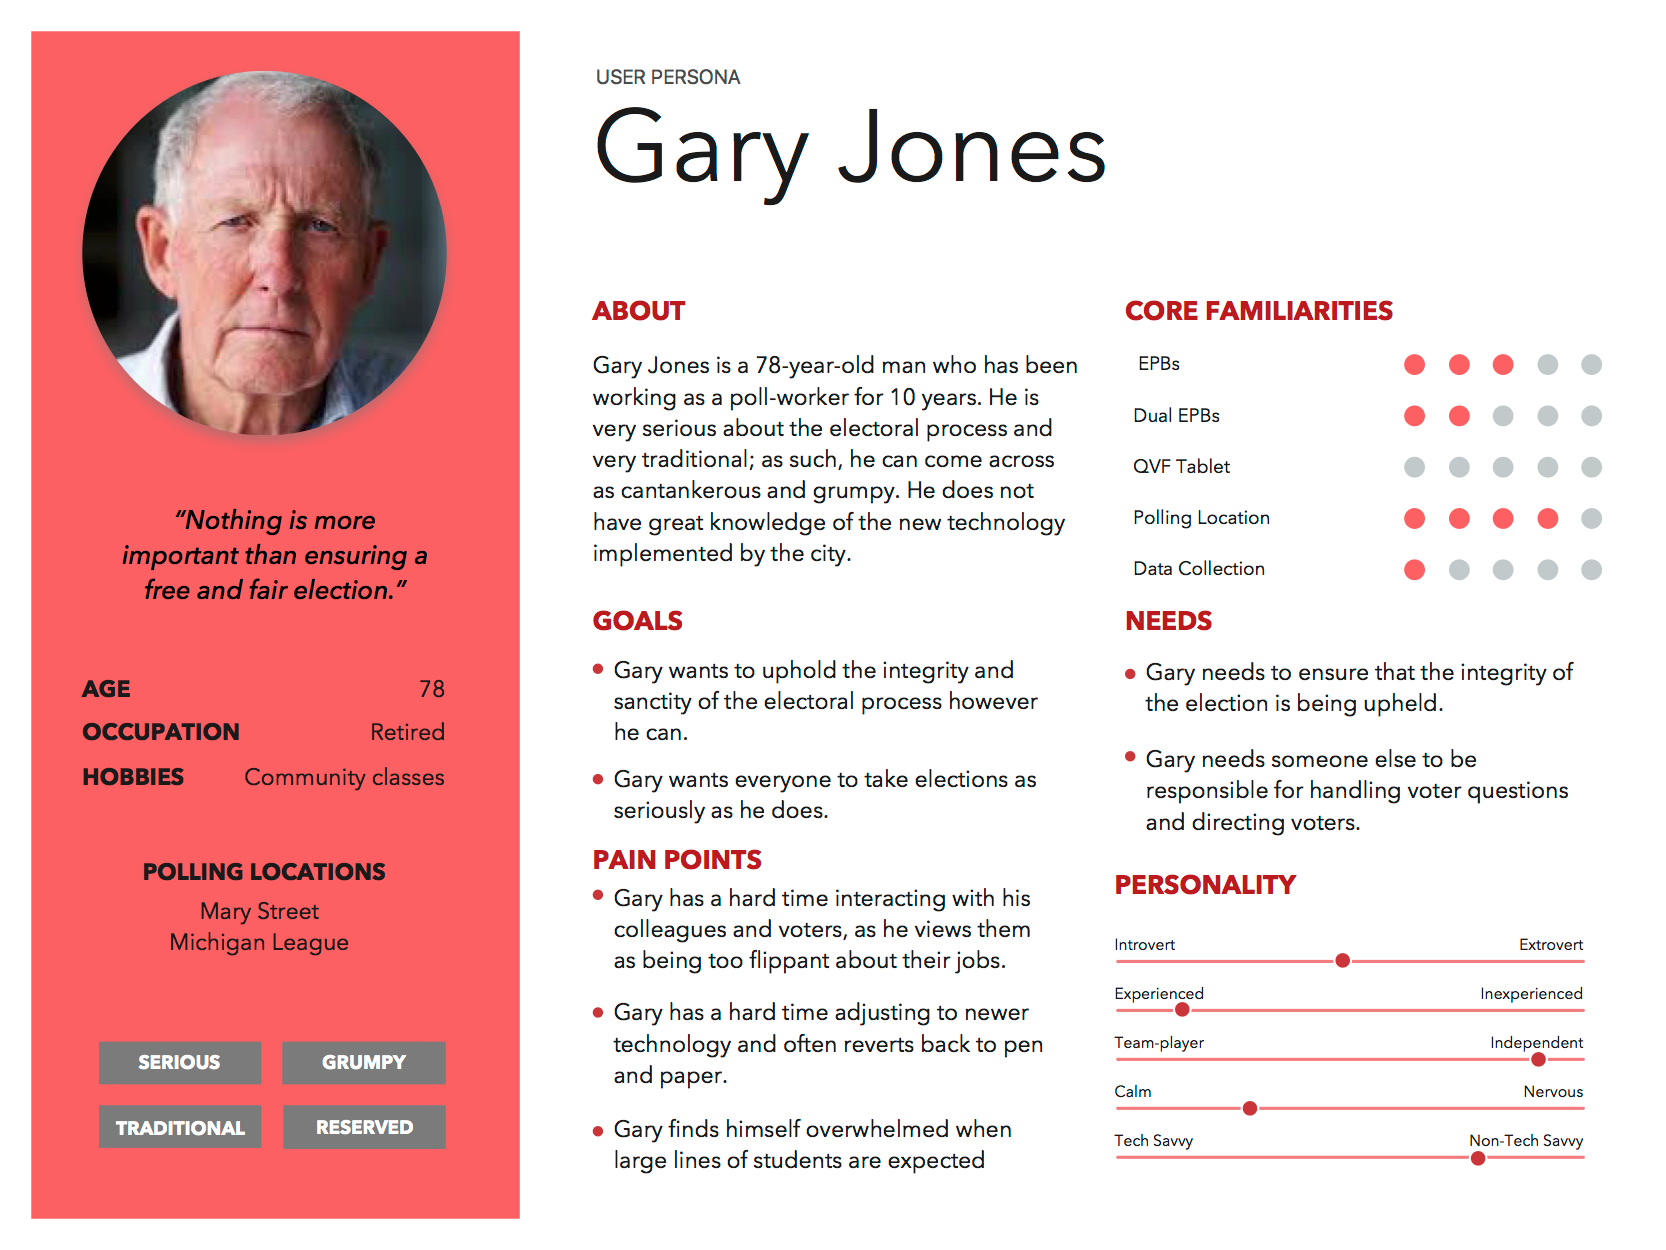 USER PERSONA
Gary Jones
“Nothing is more
important than ensuring a
free and fair election.”
AGE 78
OCCUPATION Retired
HOBBIES Community classes
POLLING LOCATIONS
Mary Street
Michigan League
SERIOUS GRUMPY
TRADITIONAL RESERVED
ABOUT
Gary Jones is a 78-year-old man who has been
working as a poll-worker for 10 years. He is
very serious about the electoral process and
very traditional; as such, he can come across
as cantankerous and grumpy. He does not
have great knowledge of the new technology
implemented by the city.
GOALS
Gary wants to uphold the integrity and
sanctity of the electoral process however
he can.
Gary wants everyone to take elections as
seriously as he does.
PAIN POINTS
Gary has a hard time interacting with his
colleagues and voters, as he views them
as being too flippant about their jobs.
Gary has a hard time adjusting to newer
technology and often reverts back to pen
and paper.
Gary finds himself overwhelmed when
large lines of students are expected
CORE FAMILIARITIES
EPBs
Dual EPBs
QVF Tablet
Polling Location
Data Collection
NEEDS
Gary needs to ensure that the integrity of
the election is being upheld.
Gary needs someone else to be
responsible for handling voter questions
and directing voters.
PERSONALITY
Introvert Extrovert
Experienced Inexperienced
Team-player Independent
Calm Nervous
Tech Savvy Non-Tech Savvy